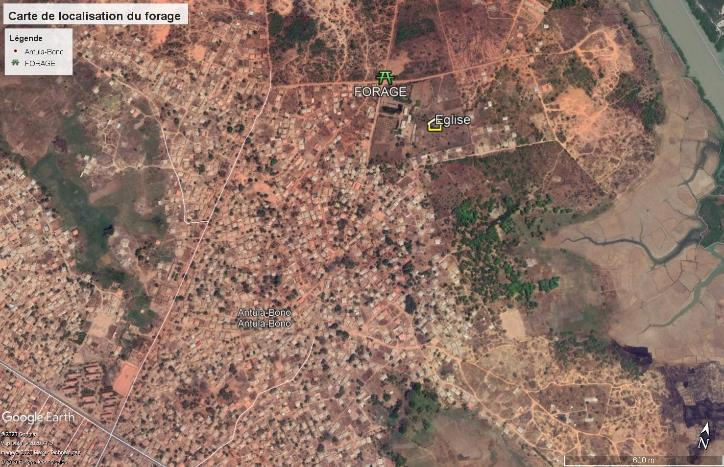 Carte de localisation du forage
Légende
Antula-Bono
FORAGE
FORAGE
Eglise
Antula-Bono
Antula-Bono
Google Earth
600 m
N